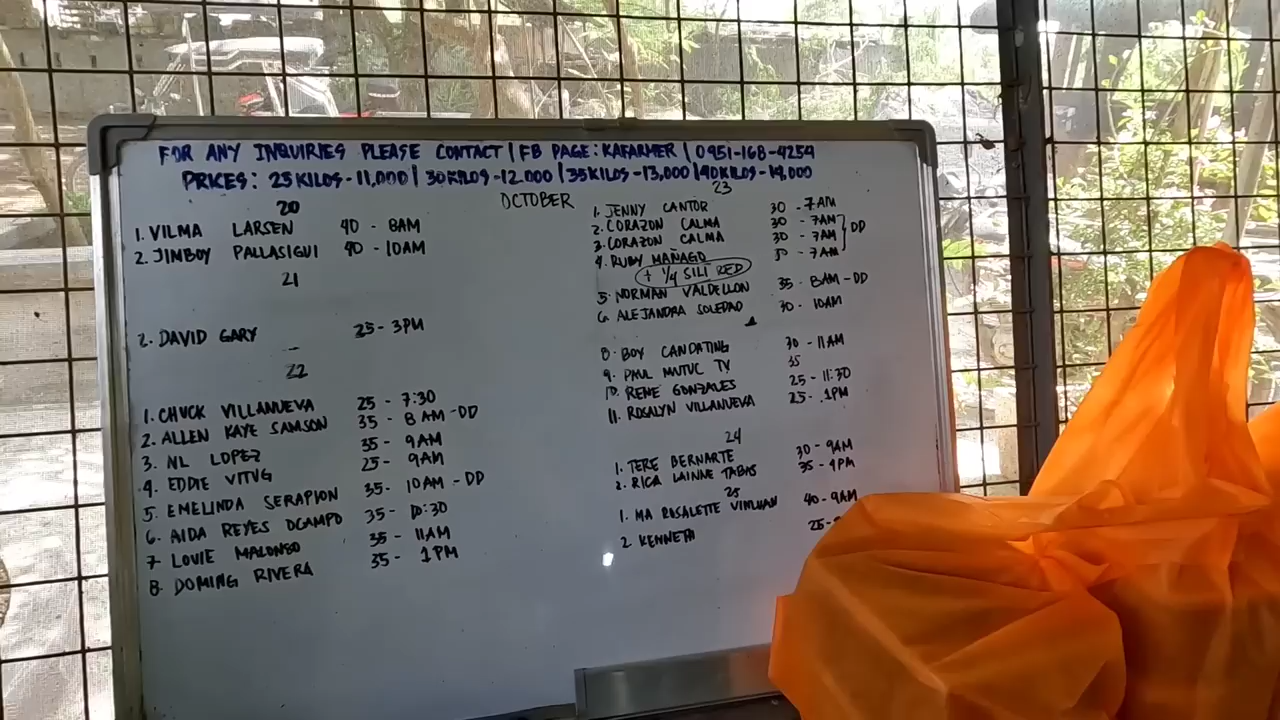 FOR ANY INQUIRIES PLEASE CONTACT | FB PAGE: KAFARMER | 0951-168-4254
PRICES: 25 KILOS-11,000 | 30 KILOS-12.000 | 35 KILOS-13,000 | 40 KILOS-14,000
OCTOBER
20
1. VILMA LARSEN 40 - 8AM
2. JIMBOY PALLASIGUI 40 - 10AM
21
2. DAVID GARY 25 - 3PM
22
1. CHUCK VILLANUEVA 25 - 7:30
2. ALLEN KAYE SAMSON 35 - 8AM - DD
3. NL LOPEZ 35 - 9AM
4. EDDIE VITUG 25 - 9AM
5. EMELINDA SERAPION 35 - 10AM - DD
6. AIDA REYES OCAMPO 35 - 10:30
7 LOUIE MALONSO 35 - 11AM
8. DOMING RIVERA 35 - 1PM
23
1. JENNY CANTOR 30 - 7AM
2. CORAZON CALMA 30 - 7AM
3. CORAZON CALMA 30 - 7AM DD
4. RUBY MAÑAGO 30 - 7AM
+ 1/4 SILI RED
5. NORMAN VALDELLON 35 - 8AM - DD
6 ALEJANDRA SOLEDAD 30 - 10AM
8. BOY CANDATING 30 - 11AM
9. PAUL MUTUC TV 35
10. RENE GONZALES 25 - 11:30
11. ROSALYN VILLANUEVA 25 - 1PM
24
1. TERE BERNARTE 30 - 9AM
2. RICA LAINNE TABAS 35 - 4PM
25
1. MA ROSALETTE 40 - 9AM
2 KENNETH 25 -